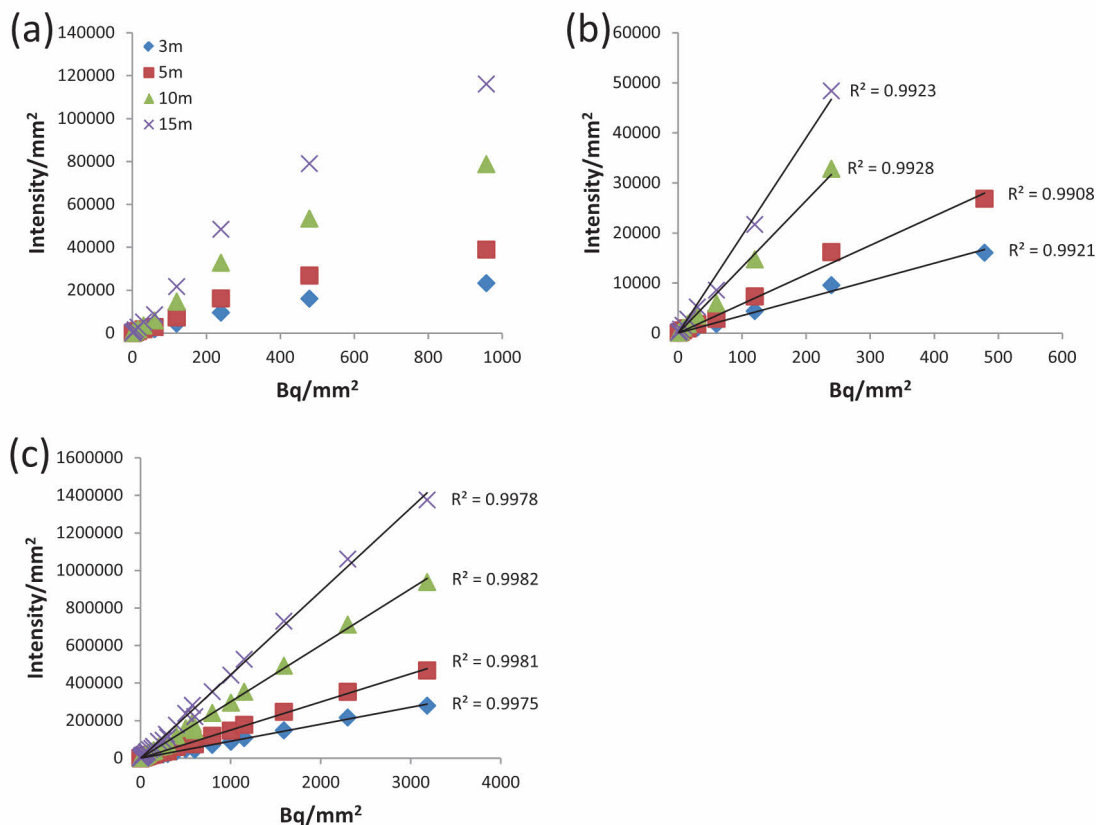 (a)
140000
120000
100000
80000
60000
40000
20000
0
Intensity/mm²
3m
5m
10m
15m
0 200 400 600 800 1000
Bq/mm²
(b)
60000
50000
40000
30000
20000
10000
0
Intensity/mm²
R² = 0.9923
R² = 0.9928
R² = 0.9908
R² = 0.9921
0 100 200 300 400 500 600
Bq/mm²
(c)
1600000
1400000
1200000
1000000
800000
600000
400000
200000
0
Intensity/mm²
R² = 0.9978
R² = 0.9982
R² = 0.9981
R² = 0.9975
0 1000 2000 3000 4000
Bq/mm²